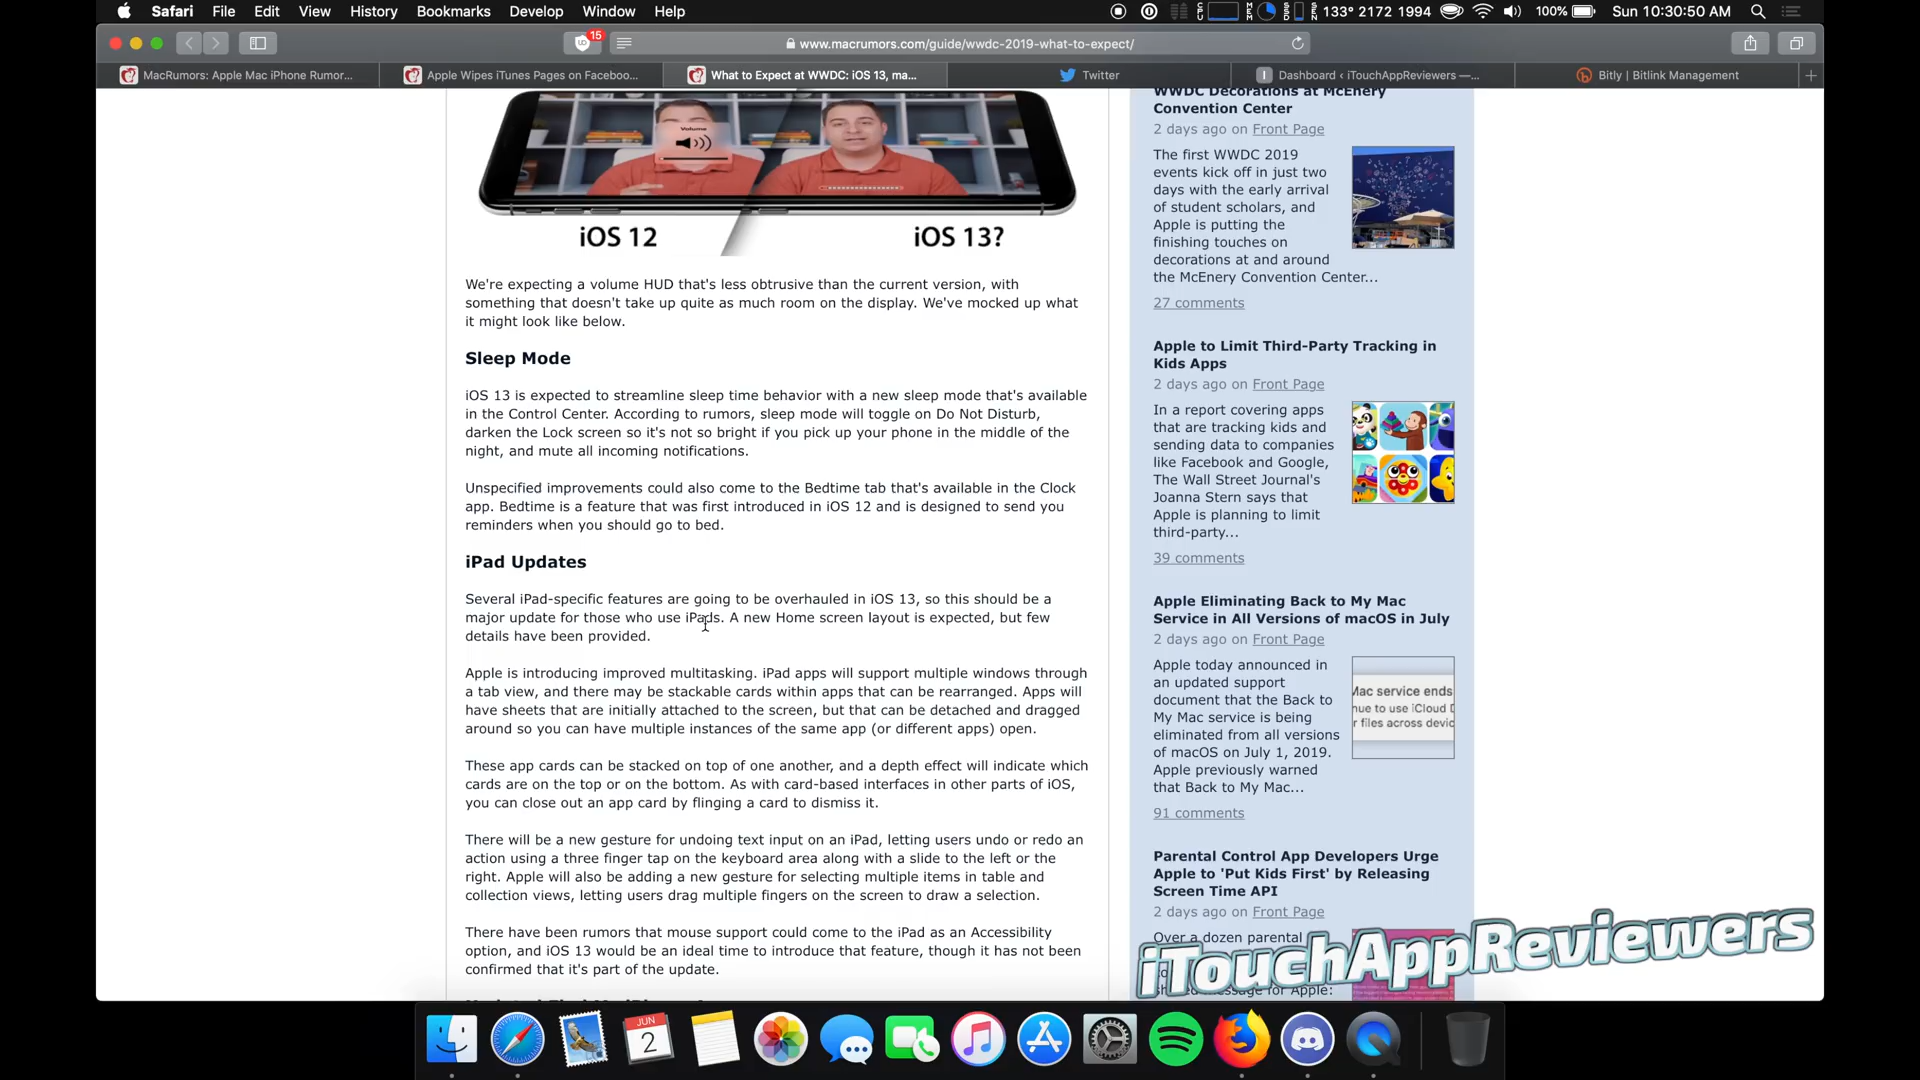 Safari File Edit View History Bookmarks Develop Window Help
133° 2172 1994 100% Sun 10:30:50 AM
15
www.macrumors.com/guide/wwdc-2019-what-to-expect/
MacRumors: Apple Mac iPhone Rumor...
Apple Wipes iTunes Pages on Faceboo...
What to Expect at WWDC: iOS 13, ma...
Twitter
Dashboard ‹ iTouchAppReviewers —...
Bitly | Bitlink Management
Volume
iOS 12
iOS 13?
We're expecting a volume HUD that's less obtrusive than the current version, with
something that doesn't take up quite as much room on the display. We've mocked up what
it might look like below.
Sleep Mode
iOS 13 is expected to streamline sleep time behavior with a new sleep mode that's available
in the Control Center. According to rumors, sleep mode will toggle on Do Not Disturb,
darken the Lock screen so it's not so bright if you pick up your phone in the middle of the
night, and mute all incoming notifications.
Unspecified improvements could also come to the Bedtime tab that's available in the Clock
app. Bedtime is a feature that was first introduced in iOS 12 and is designed to send you
reminders when you should go to bed.
iPad Updates
Several iPad-specific features are going to be overhauled in iOS 13, so this should be a
major update for those who use iPads. A new Home screen layout is expected, but few
details have been provided.
Apple is introducing improved multitasking. iPad apps will support multiple windows through
a tab view, and there may be stackable cards within apps that can be rearranged. Apps will
have sheets that are initially attached to the screen, but that can be detached and dragged
around so you can have multiple instances of the same app (or different apps) open.
These app cards can be stacked on top of one another, and a depth effect will indicate which
cards are on the top or on the bottom. As with card-based interfaces in other parts of iOS,
you can close out an app card by flinging a card to dismiss it.
There will be a new gesture for undoing text input on an iPad, letting users undo or redo an
action using a three finger tap on the keyboard area along with a slide to the left or the
right. Apple will also be adding a new gesture for selecting multiple items in table and
collection views, letting users drag multiple fingers on the screen to draw a selection.
There have been rumors that mouse support could come to the iPad as an Accessibility
option, and iOS 13 would be an ideal time to introduce that feature, though it has not been
confirmed that it's part of the update.
WWDC Decorations at McEnery
Convention Center
2 days ago on Front Page
The first WWDC 2019
events kick off in just two
days with the early arrival
of student scholars, and
Apple is putting the
finishing touches on
decorations at and around
the McEnery Convention Center...
27 comments
Apple to Limit Third-Party Tracking in
Kids Apps
2 days ago on Front Page
In a report covering apps
that are tracking kids and
sending data to companies
like Facebook and Google,
The Wall Street Journal's
Joanna Stern says that
Apple is planning to limit
third-party...
39 comments
Apple Eliminating Back to My Mac
Service in All Versions of macOS in July
2 days ago on Front Page
Apple today announced in
an updated support
document that the Back to
My Mac service is being
eliminated from all versions
of macOS on July 1, 2019.
Apple previously warned
that Back to My Mac...
Mac service ends
nue to use iCloud D
r files across devic
91 comments
Parental Control App Developers Urge
Apple to 'Put Kids First' by Releasing
Screen Time API
2 days ago on Front Page
Over a dozen parental
message for Apple:
iTouchAppReviewers
JUN
2